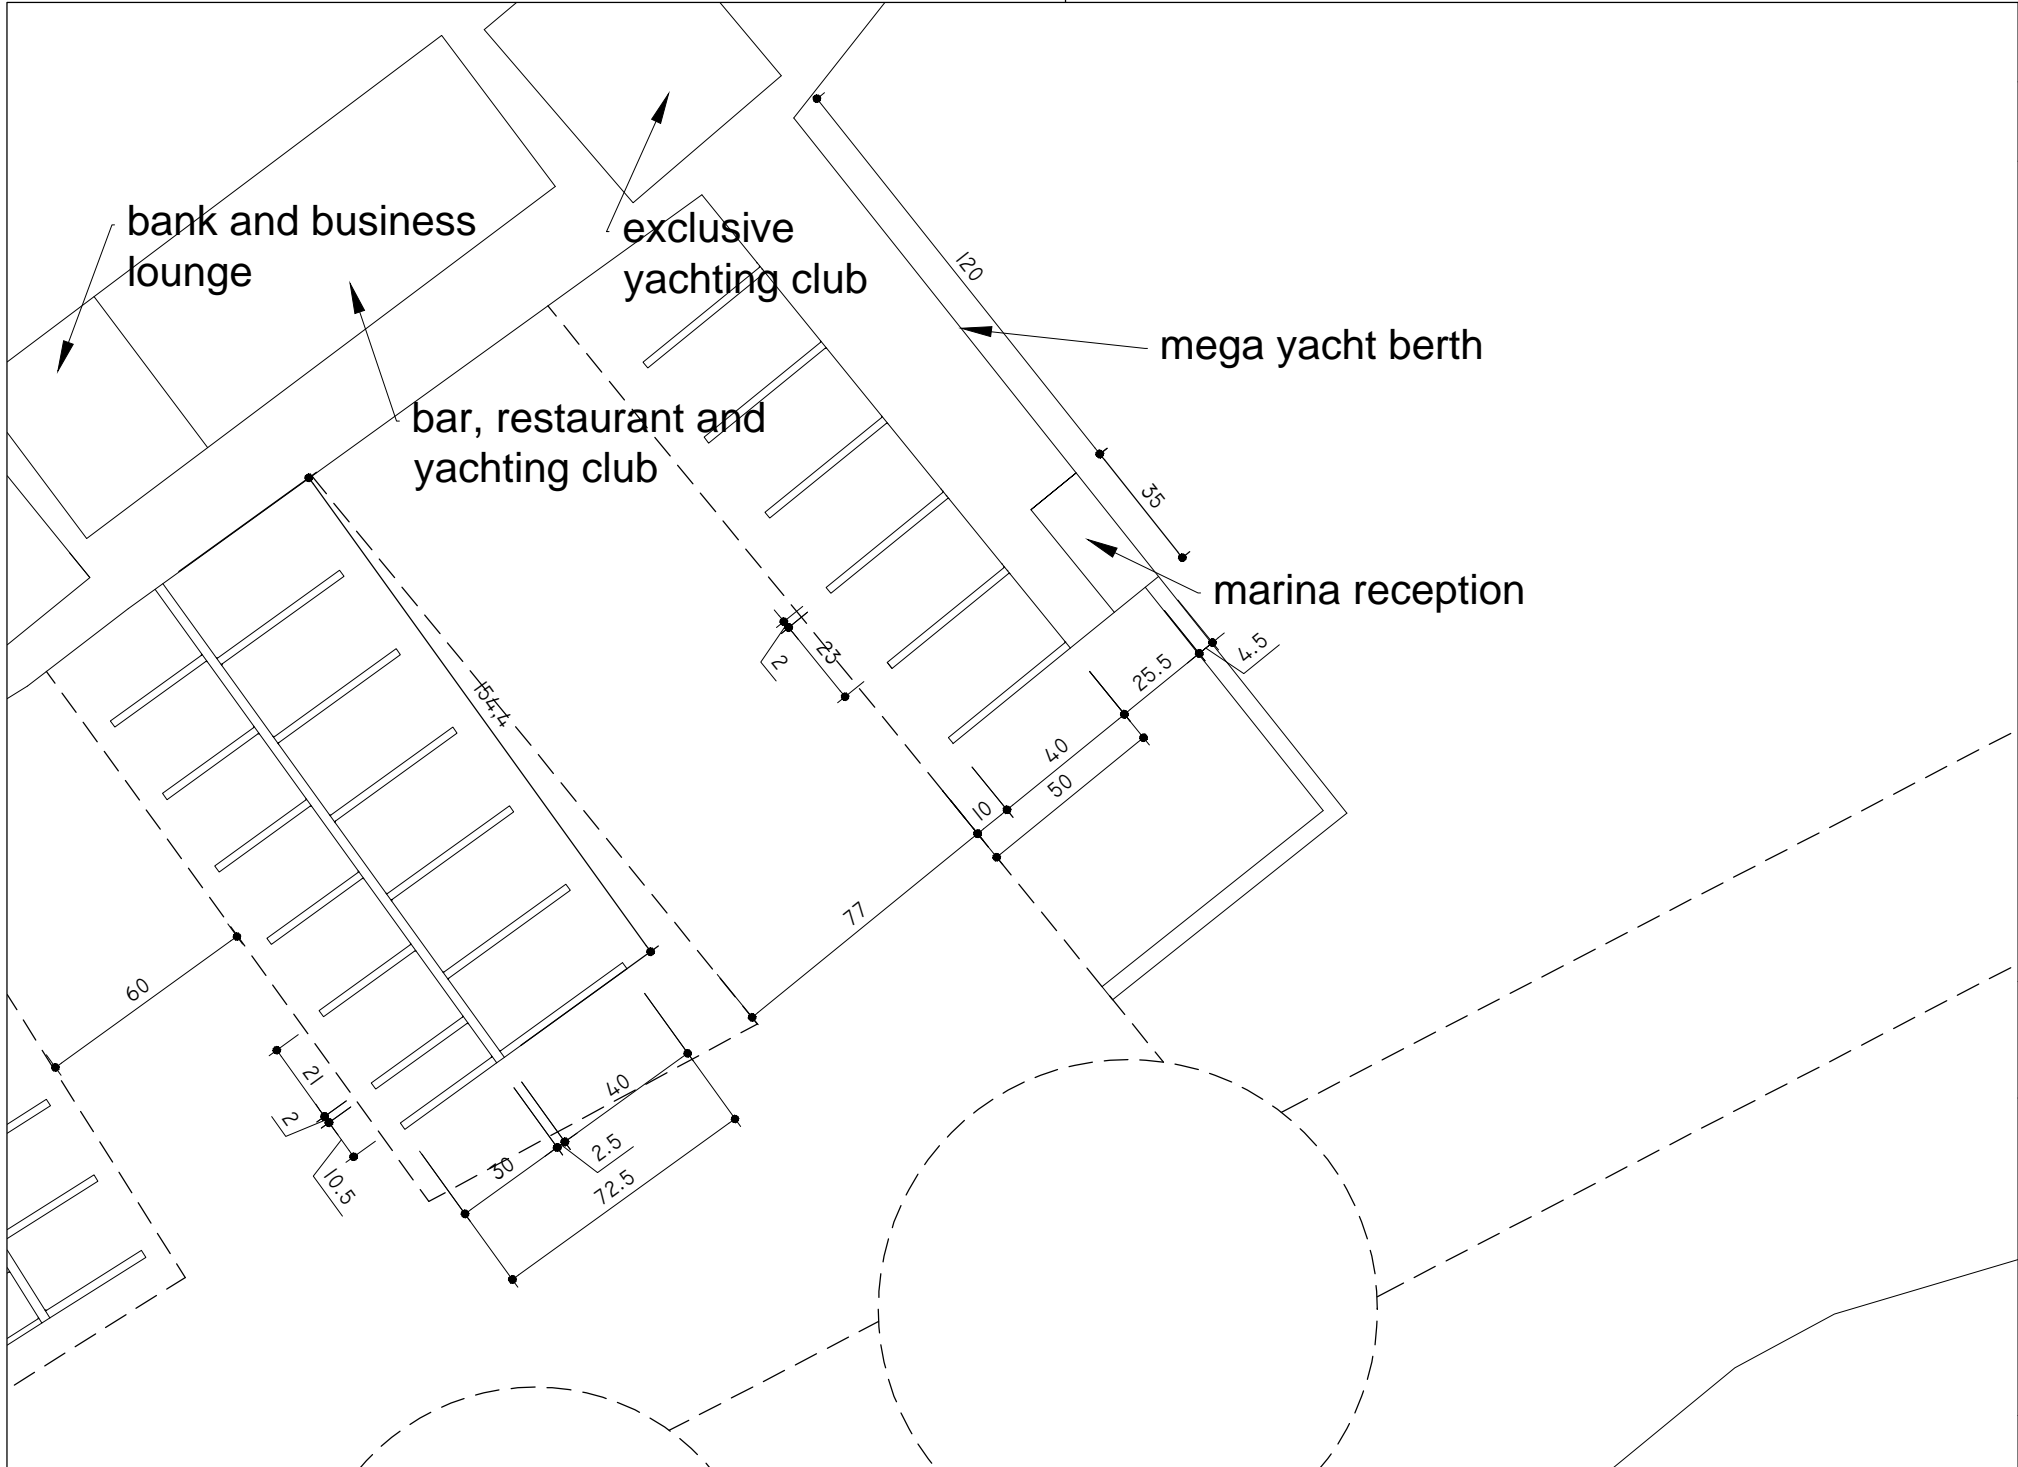 bank and business
lounge
exclusive
yachting club
120
mega yacht berth
bar, restaurant and
yachting club
35
marina reception
2
23
4.5
25.5
154,4
40
50
10
77
60
21
2
10.5
40
2.5
30
72.5